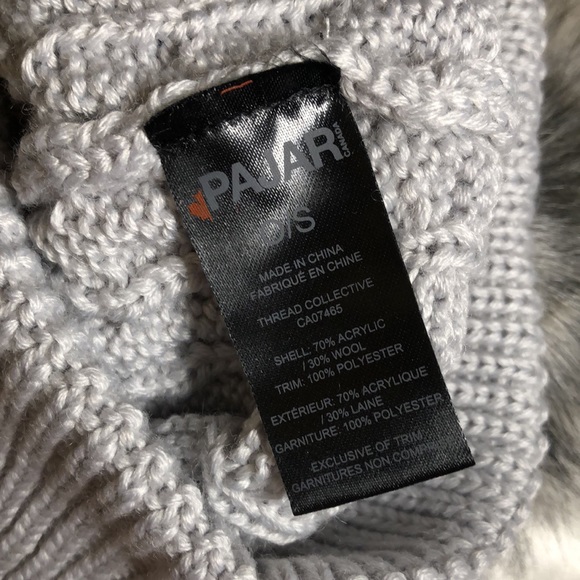 PAJAR
CANADA
O/S
MADE IN CHINA
FABRIQUÉ EN CHINE
THREAD COLLECTIVE
CA07465
SHELL: 70% ACRYLIC
/ 30% WOOL
TRIM: 100% POLYESTER
EXTÉRIEUR: 70% ACRYLIQUE
/ 30% LAINE
GARNITURE: 100% POLYESTER
EXCLUSIVE OF TRIM
GARNITURES NON